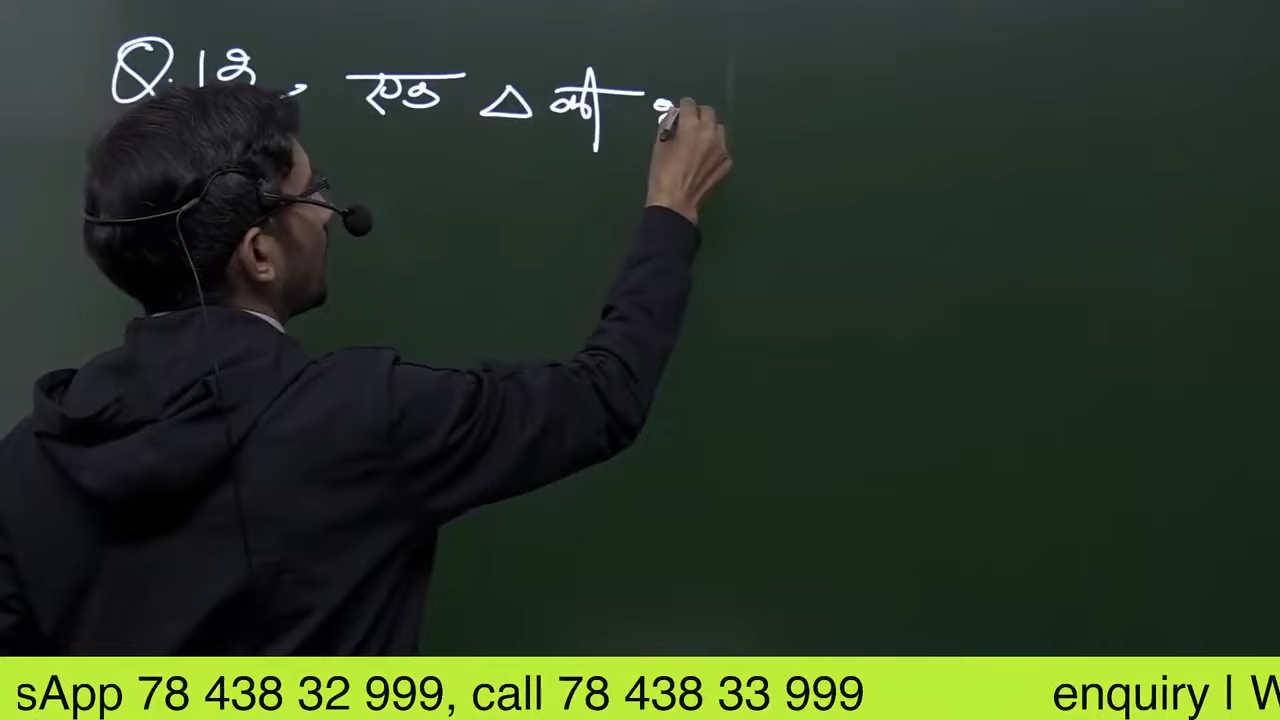 Q.12. एक △ की
sApp 78 438 32 999, call 78 438 33 999 enquiry | W